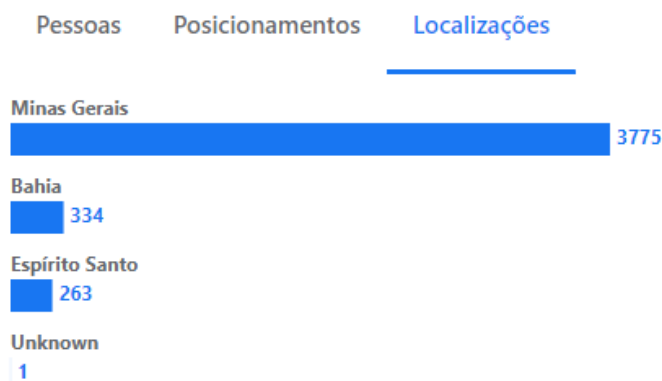 Pessoas Posicionamentos Localizações
Minas Gerais
3775
Bahia
334
Espírito Santo
263
Unknown
1